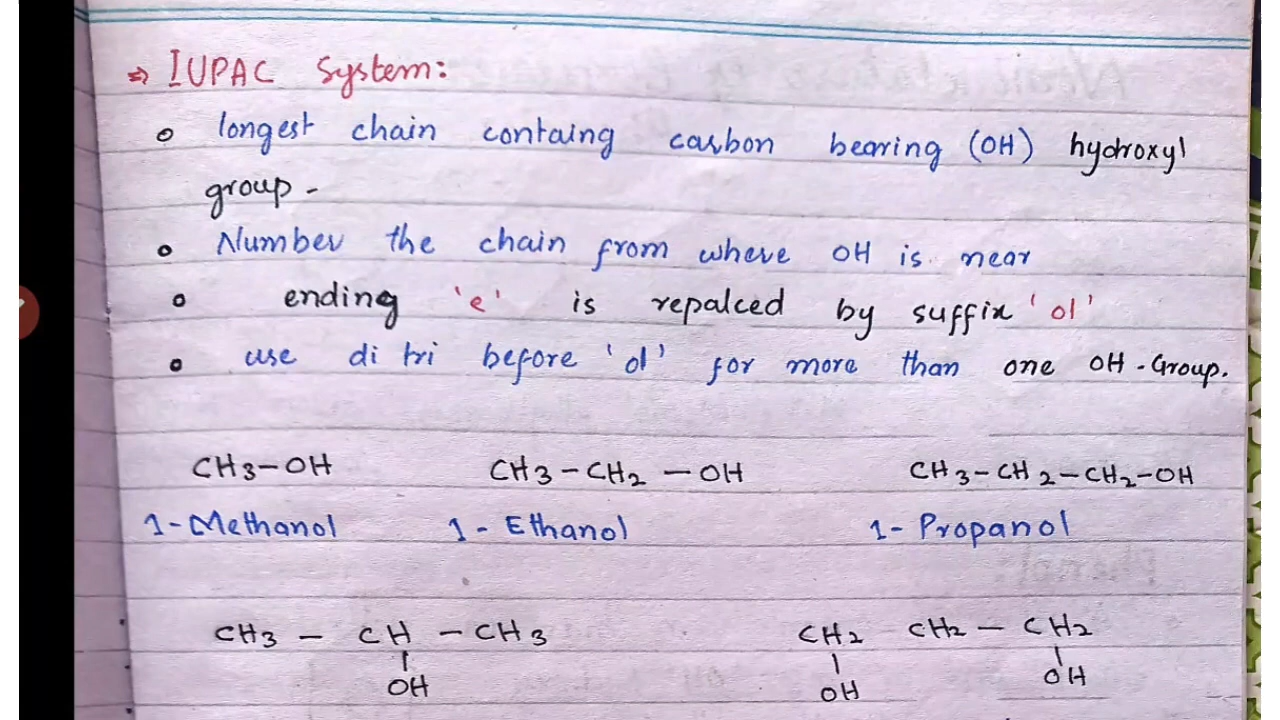 ⇒ IUPAC System:
o longest chain containg carbon bearing (OH) hydroxyl
group -
o Number the chain from where OH is near
o ending 'e' is repalced by suffix 'ol'
o use di tri before 'ol' for more than one OH - Group.
CH3-OH CH3-CH2-OH CH3-CH2-CH2-OH
1-Methanol 1-Ethanol 1-Propanol
CH3 - CH - CH3 CH2 CH2 - CH2
OH OH OH